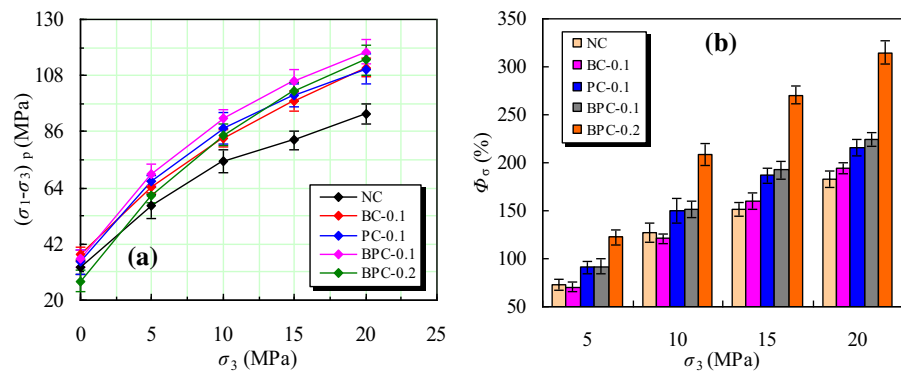 (a)
(σ1-σ3) p (MPa)
130
108
86
64
42
20
0 5 10 15 20 25
σ3 (MPa)
NC
BC-0.1
PC-0.1
BPC-0.1
BPC-0.2
(b)
Φσ (%)
350
300
250
200
150
100
50
5 10 15 20
σ3 (MPa)
NC
BC-0.1
PC-0.1
BPC-0.1
BPC-0.2